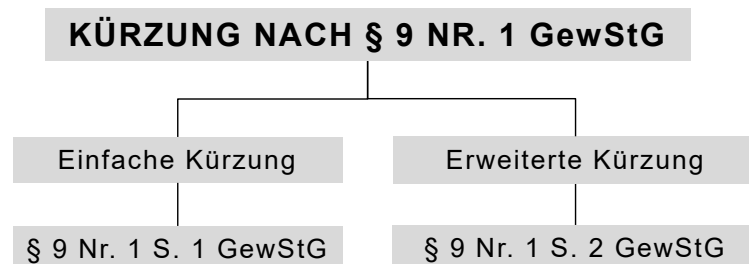 KÜRZUNG NACH § 9 NR. 1 GewStG
Einfache Kürzung
Erweiterte Kürzung
§ 9 Nr. 1 S. 1 GewStG
§ 9 Nr. 1 S. 2 GewStG